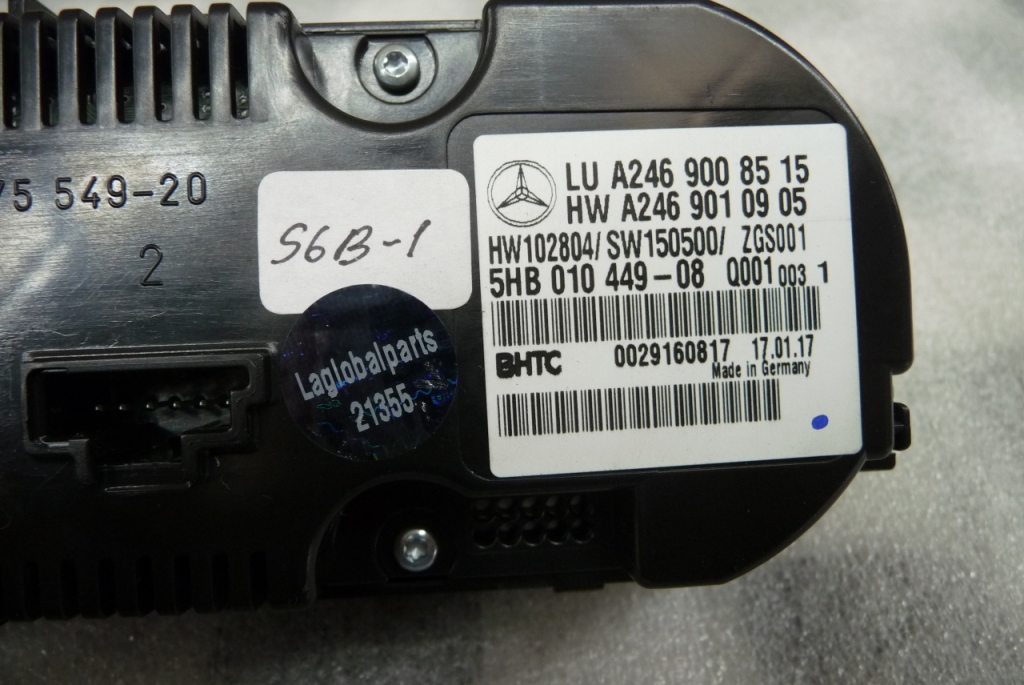 75 549-20
2
S6B-1
Laglobalparts
21355
LU A246 900 85 15
HW A246 901 09 05
HW102804/ SW150500/ ZGS001
5HB 010 449-08 Q001 003 1
BHTC 0029160817 17.01.17
Made in Germany